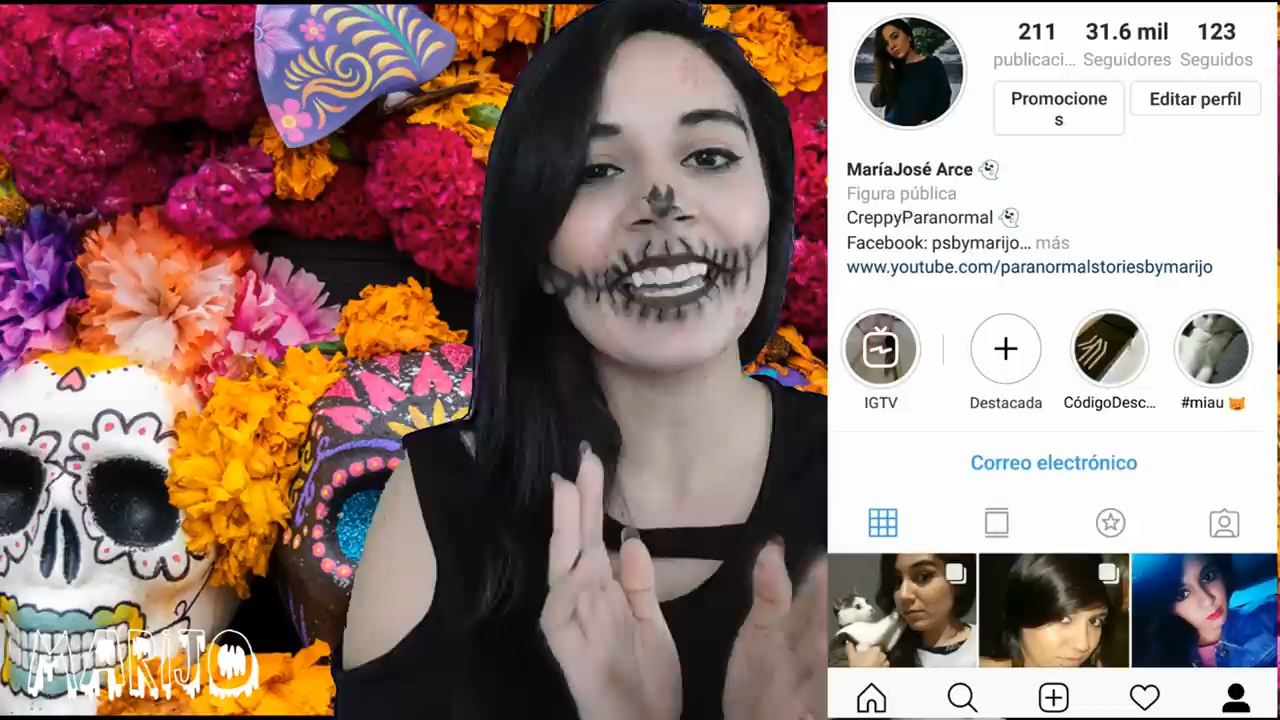 MARIJO
211 31.6 mil 123
publicaci... Seguidores Seguidos
Promocione
s
Editar perfil
MaríaJosé Arce
Figura pública
CreppyParanormal
Facebook: psbymarijo... más
www.youtube.com/paranormalstoriesbymarijo
IGTV Destacada CódigoDesc... #miau
Correo electrónico